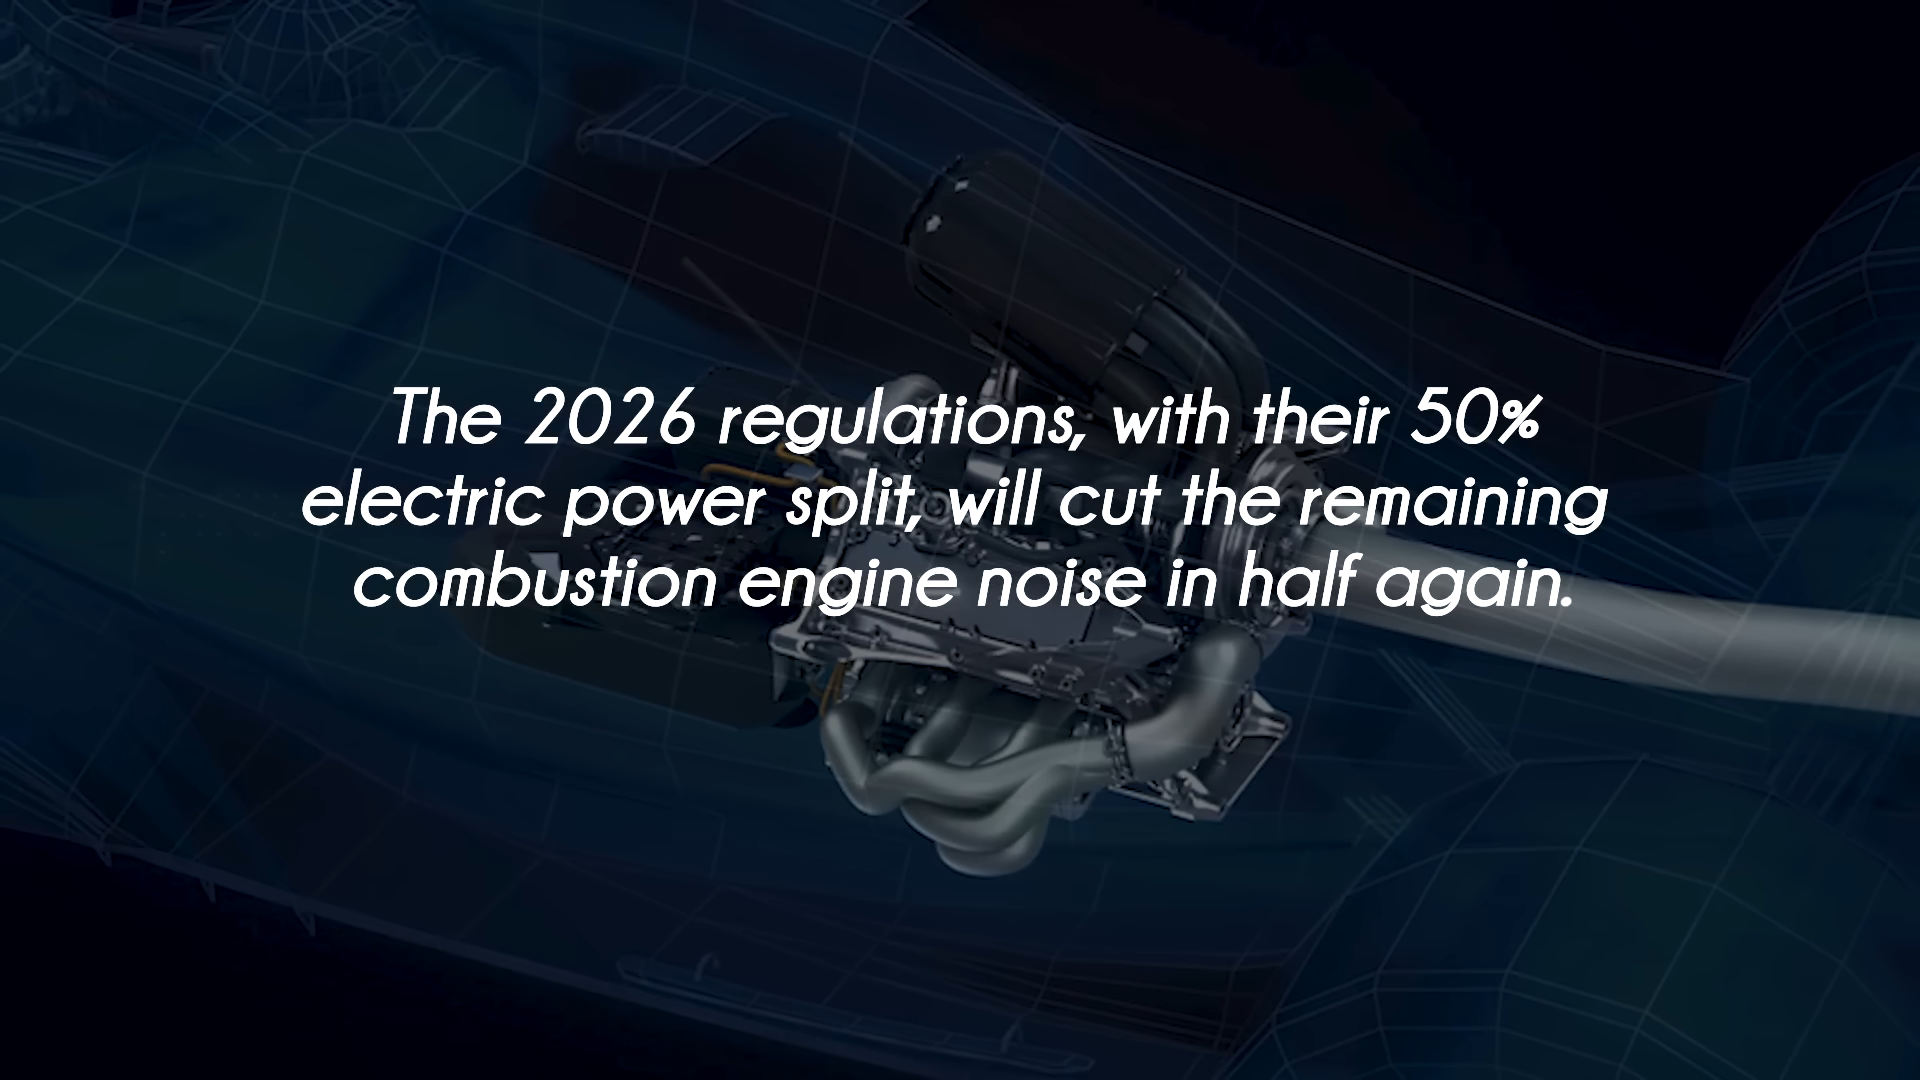 The 2026 regulations, with their 50%
electric power split, will cut the remaining
combustion engine noise in half again.